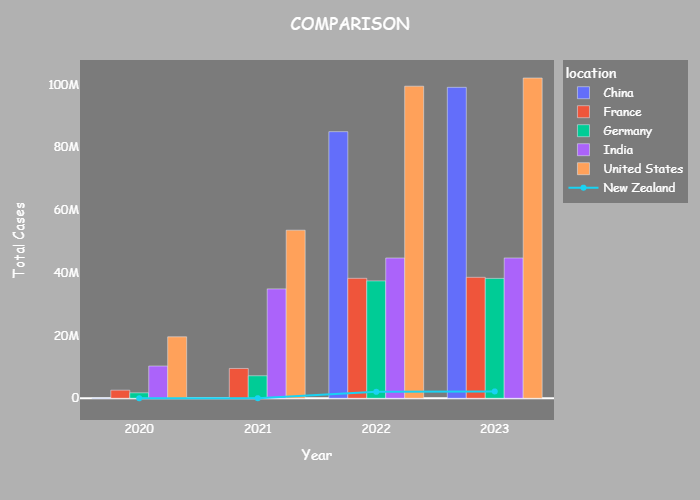 COMPARISON
location
China
France
Germany
India
United States
New Zealand
Total Cases
100M
80M
60M
40M
20M
0
2020 2021 2022 2023
Year